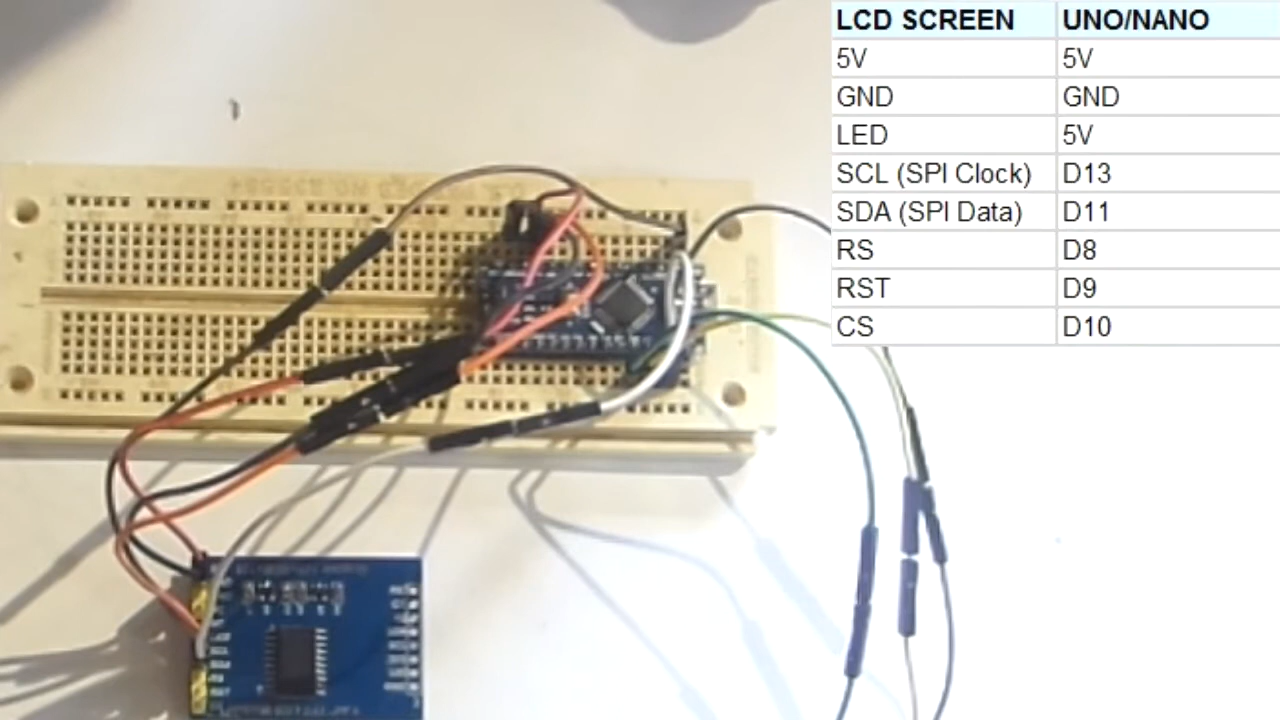 LCD SCREEN UNO/NANO
5V 5V
GND GND
LED 5V
SCL (SPI Clock) D13
SDA (SPI Data) D11
RS D8
RST D9
CS D10